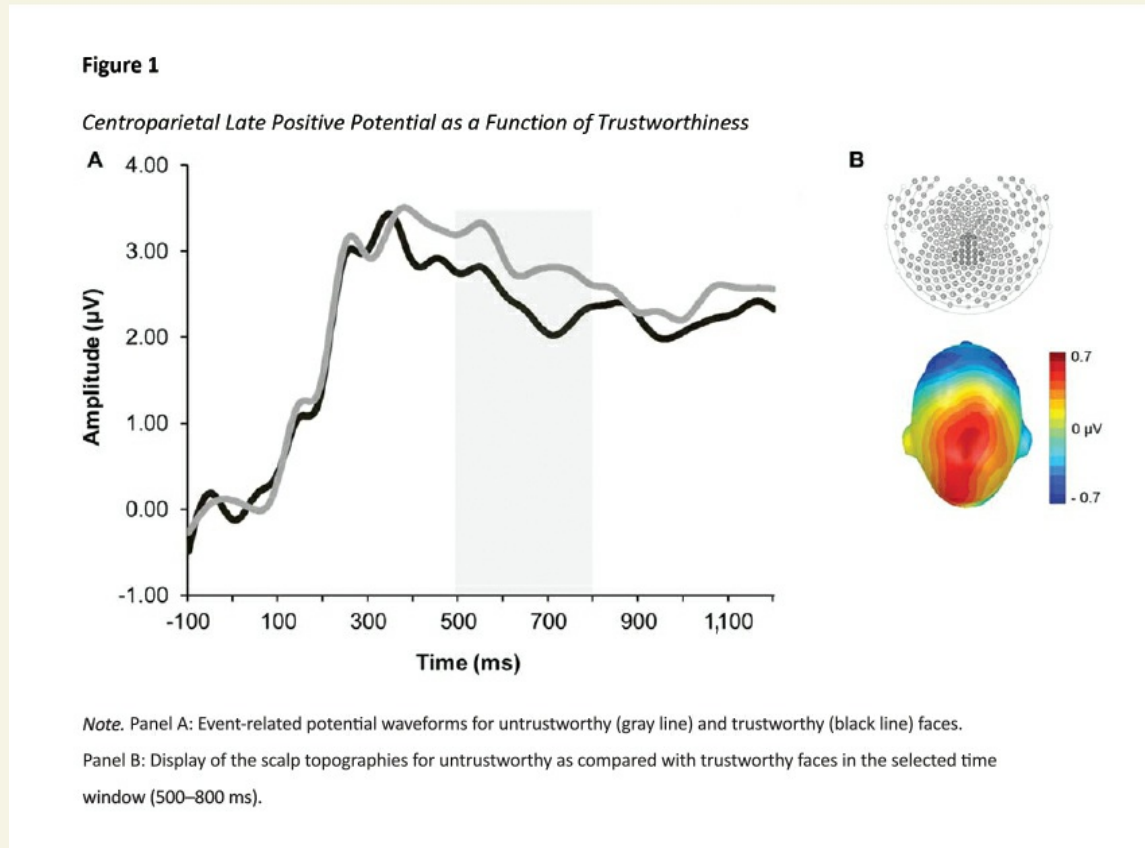 Figure 1
Centroparietal Late Positive Potential as a Function of Trustworthiness
A
4.00
3.00
2.00
1.00
0.00
-1.00
Amplitude (µV)
-100 100 300 500 700 900 1,100
Time (ms)
B
0.7
0 µV
- 0.7
Note. Panel A: Event-related potential waveforms for untrustworthy (gray line) and trustworthy (black line) faces.
Panel B: Display of the scalp topographies for untrustworthy as compared with trustworthy faces in the selected time
window (500–800 ms).